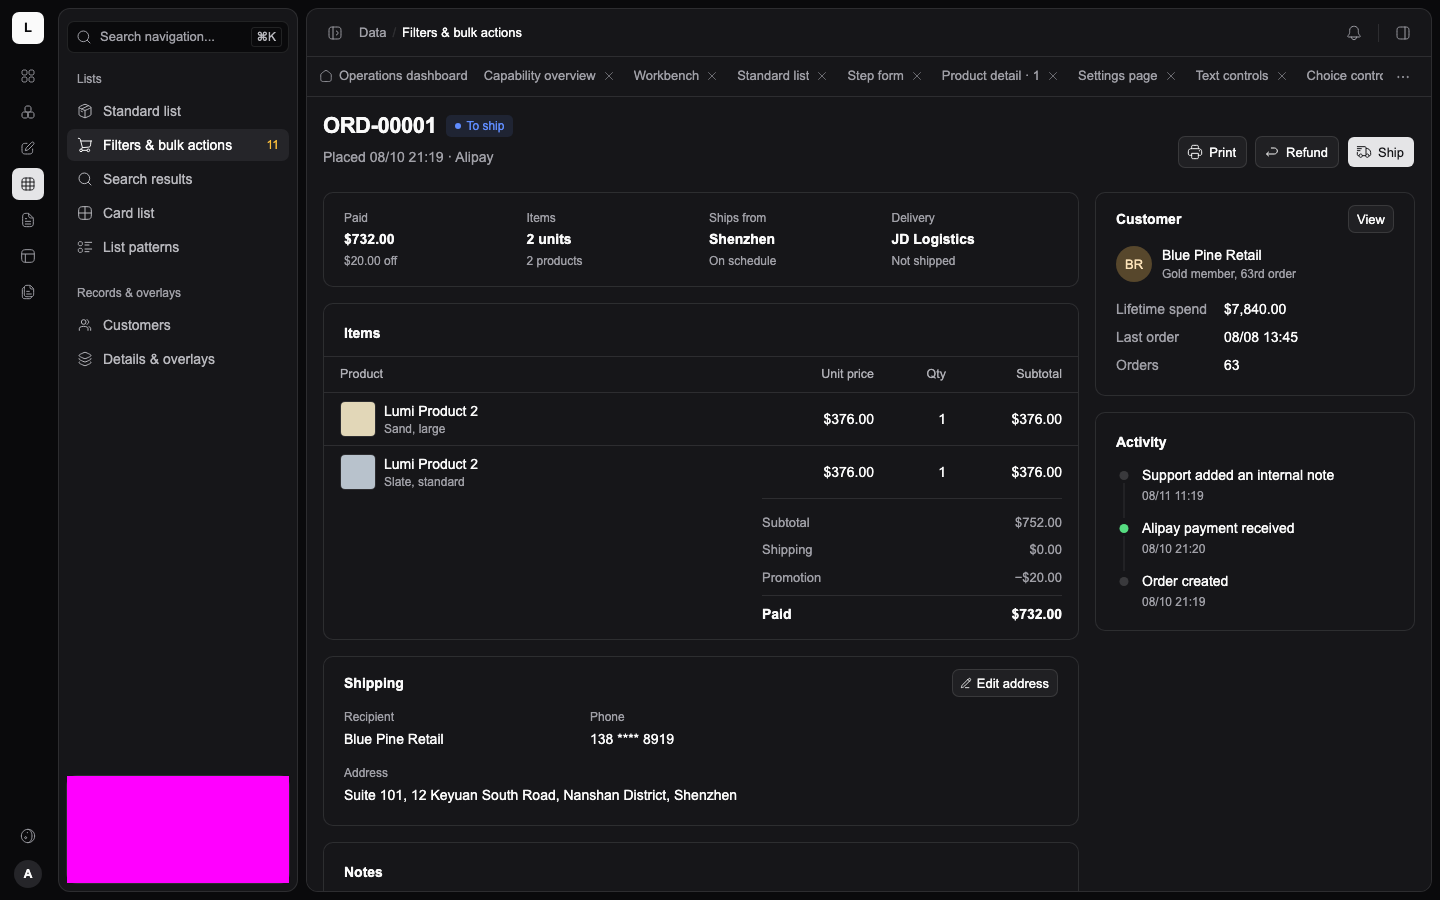 L
Search navigation...
⌘K
Lists
Standard list
Filters & bulk actions
11
Search results
Card list
List patterns
Records & overlays
Customers
Details & overlays
A
Data / Filters & bulk actions
Operations dashboard
Capability overview
Workbench
Standard list
Step form
Product detail · 1
Settings page
Text controls
Choice contrc
ORD-00001
To ship
Placed 08/10 21:19 · Alipay
Print
Refund
Ship
Paid
$732.00
$20.00 off
Items
2 units
2 products
Ships from
Shenzhen
On schedule
Delivery
JD Logistics
Not shipped
Items
Product
Unit price
Qty
Subtotal
Lumi Product 2
Sand, large
$376.00
1
$376.00
Lumi Product 2
Slate, standard
$376.00
1
$376.00
Subtotal
$752.00
Shipping
$0.00
Promotion
−$20.00
Paid
$732.00
Shipping
Edit address
Recipient
Blue Pine Retail
Phone
138 **** 8919
Address
Suite 101, 12 Keyuan South Road, Nanshan District, Shenzhen
Notes
Customer
View
BR
Blue Pine Retail
Gold member, 63rd order
Lifetime spend
$7,840.00
Last order
08/08 13:45
Orders
63
Activity
Support added an internal note
08/11 11:19
Alipay payment received
08/10 21:20
Order created
08/10 21:19